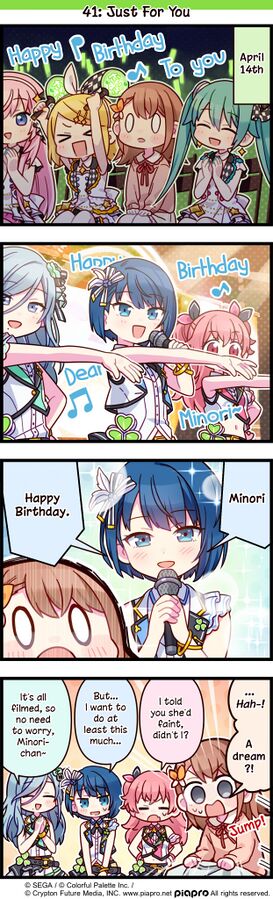 41: Just For You
April
14th
Happy Birthday
To you
Happy Birthday
Dear
Minori~
Minori
Happy
Birthday.
...
Hah-!
A
dream
?!
I told
you she'd
faint,
didn't I?
But...
I want to
do at
least this
much...
It's all
filmed, so
no need
to worry,
Minori-
chan~
Jump!
© SEGA / © Colorful Palette Inc. /
© Crypton Future Media, INC. www.piapro.net piapro All rights reserved.